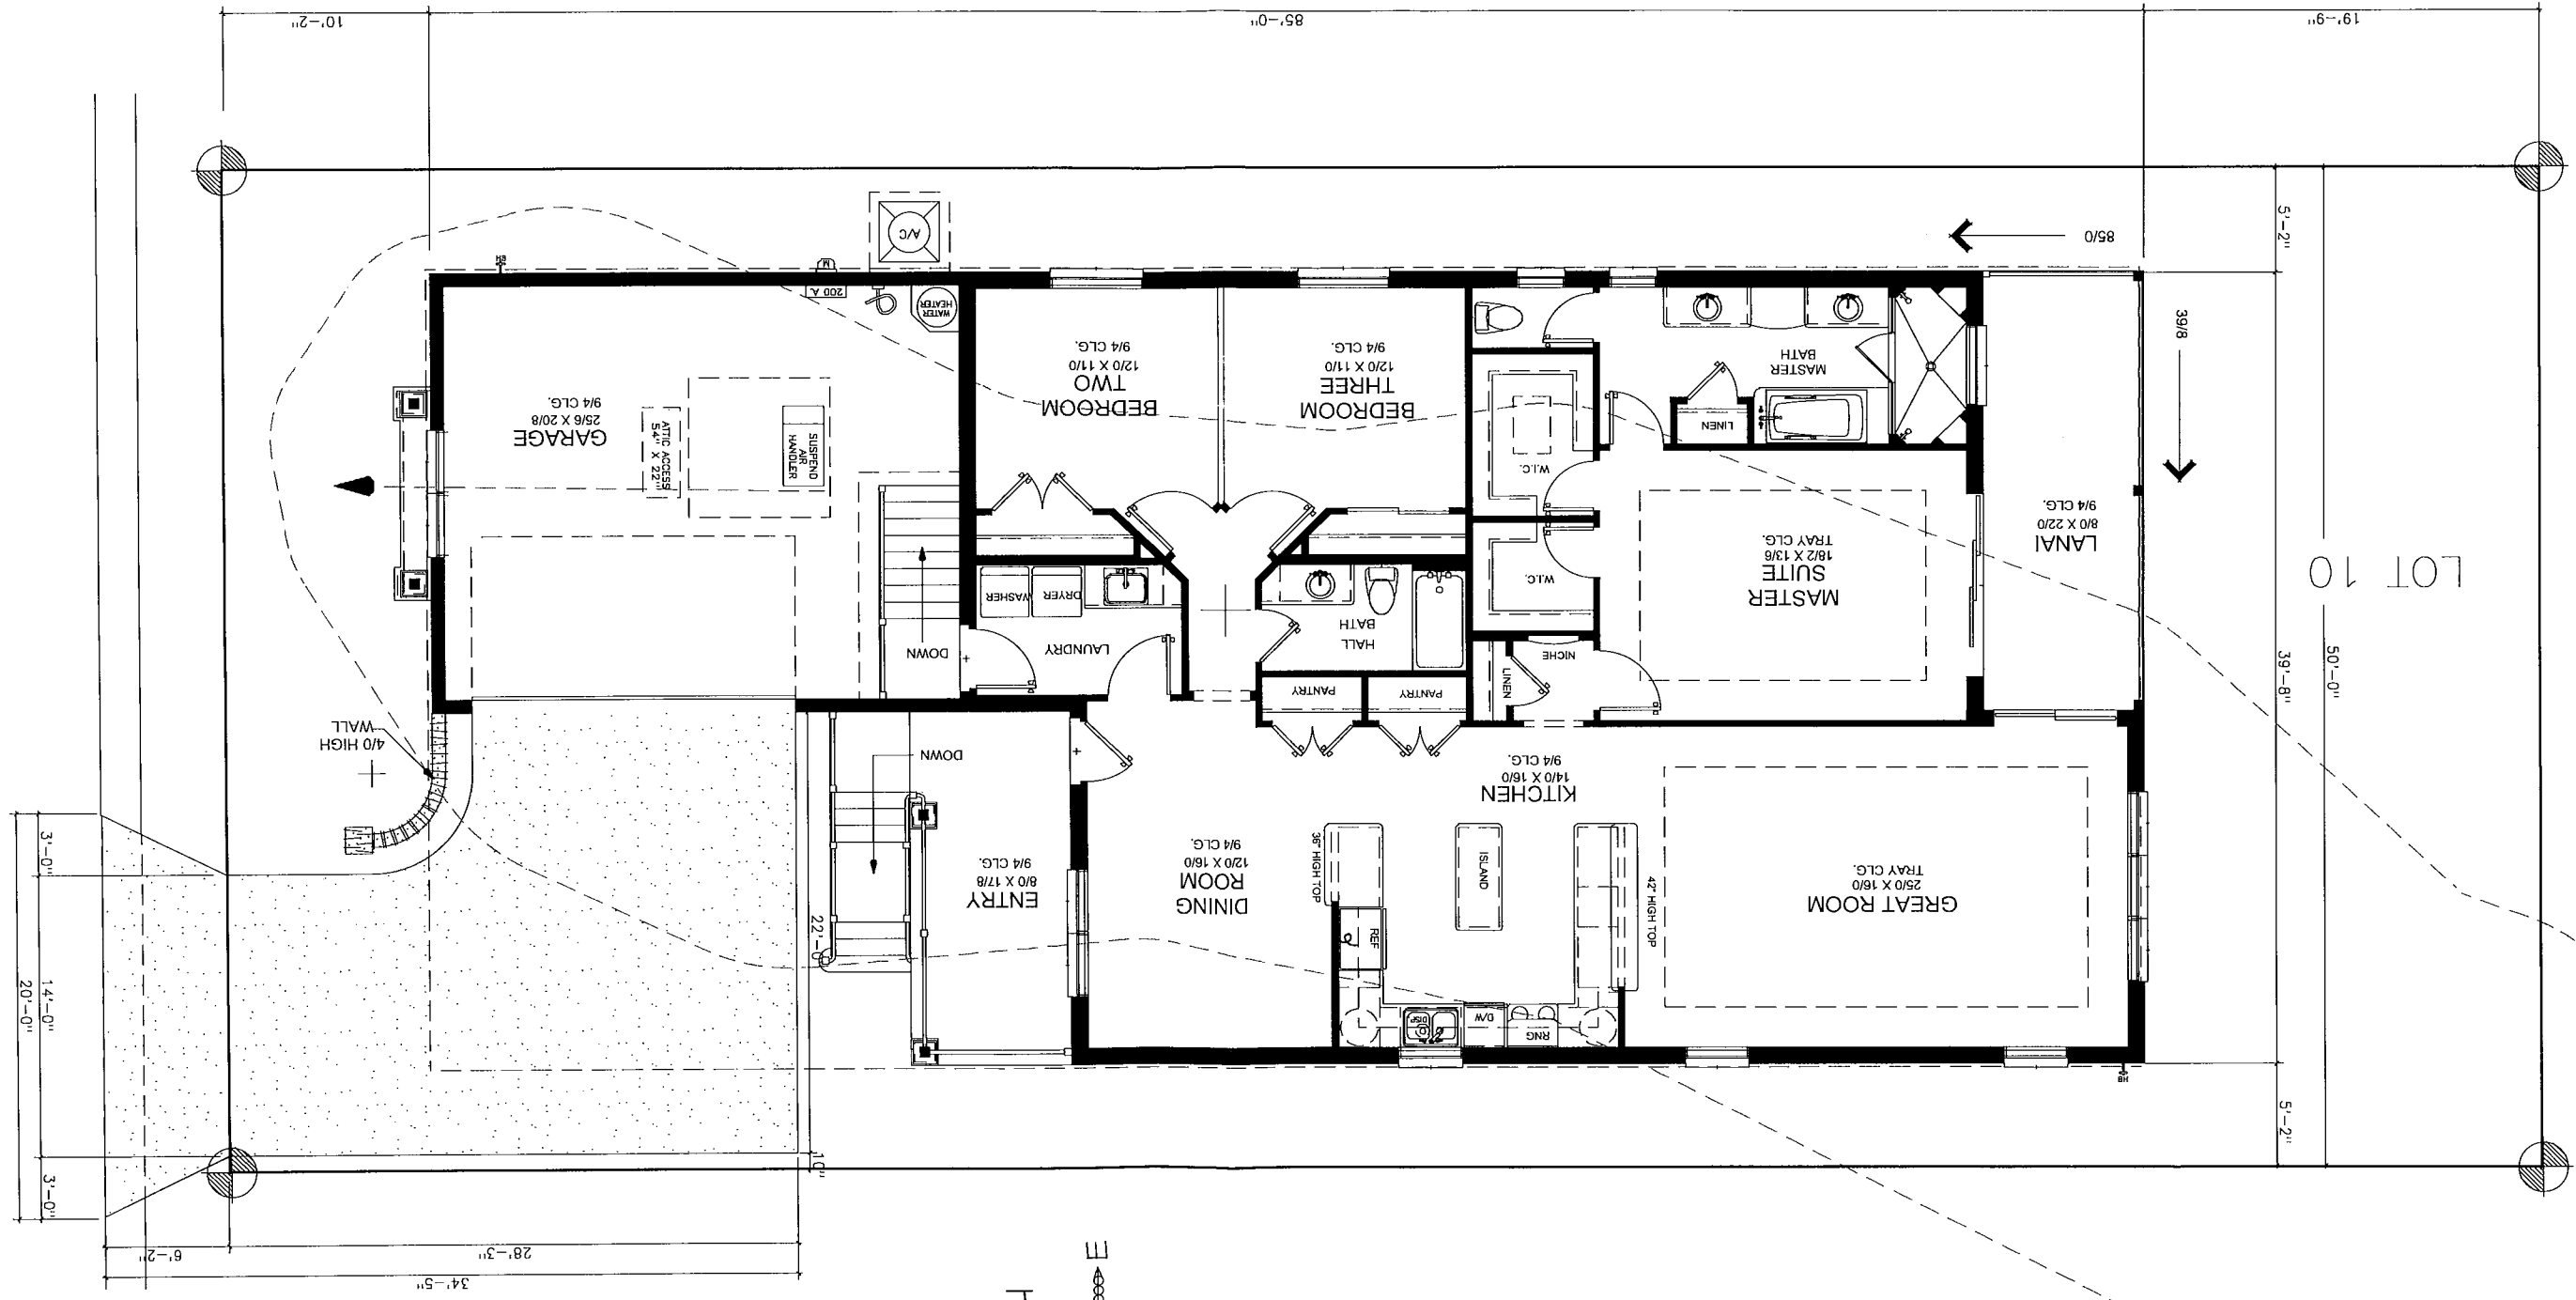 19'-9"
85'-0"
10'-2"
5'-2"
39'-8"
50'-0"
5'-2"
85/0
39/8
LOT 10
LANAI
8/0 X 22/0
9/4 CLG.
MASTER
BATH
LINEN
MASTER
SUITE
18/2 X 13/6
TRAY CLG.
W.I.C.
W.I.C.
NICHE
LINEN
BEDROOM
THREE
12/0 X 11/0
9/4 CLG.
BEDROOM
TWO
12/0 X 11/0
9/4 CLG.
HALL
BATH
PANTRY
PANTRY
LAUNDRY
DRYER
WASHER
A/C
M
200 A.
WATER
HEATER
HB
GARAGE
25/6 X 20/8
9/4 CLG.
ATTIC ACCESS
54" X 22"
SUSPEND
AIR
HANDLER
DOWN
DOWN
4/0 HIGH
WALL
ENTRY
8/0 X 17/8
9/4 CLG.
DINING
ROOM
12/0 X 16/0
9/4 CLG.
KITCHEN
14/0 X 16/0
9/4 CLG.
36" HIGH TOP
REF
ISLAND
42" HIGH TOP
DISP
D/W
RNG
GREAT ROOM
25/0 X 16/0
TRAY CLG.
HB
22'-0"
10"
3'-0"
14'-0"
20'-0"
3'-0"
28'-3"
6'-2"
34'-5"
E